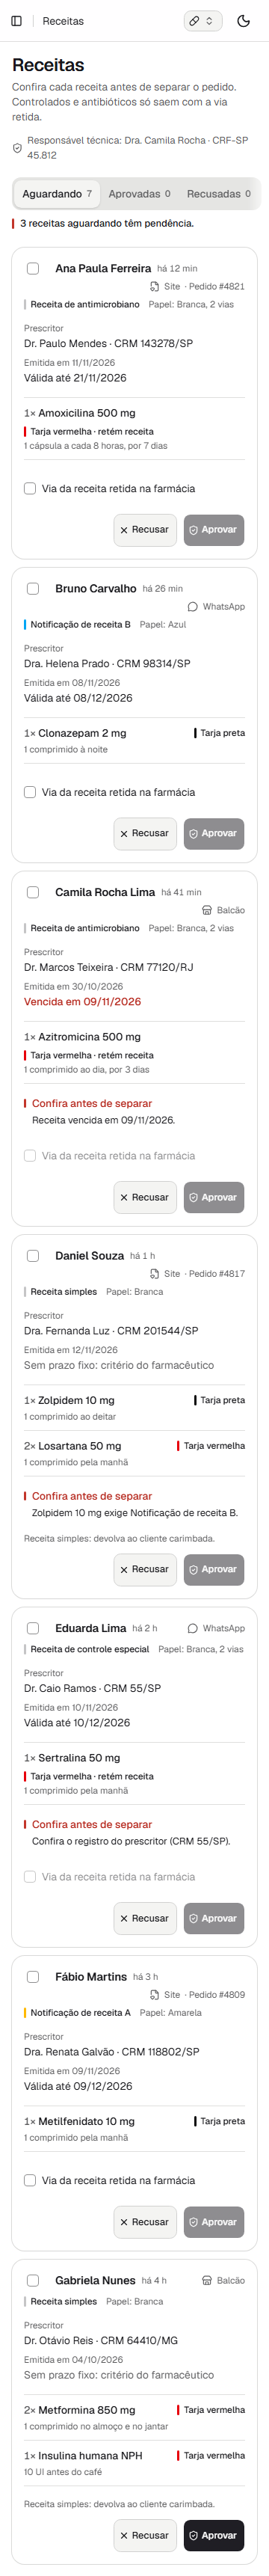 Receitas
Receitas
Confira cada receita antes de separar o pedido.
Controlados e antibióticos só saem com a via
retida.
Responsável técnica: Dra. Camila Rocha · CRF-SP
45.812
Aguardando 7 Aprovadas 0 Recusadas 0
3 receitas aguardando têm pendência.
Ana Paula Ferreira há 12 min
Site · Pedido #4821
Receita de antimicrobiano Papel: Branca, 2 vias
Prescritor
Dr. Paulo Mendes · CRM 143278/SP
Emitida em 11/11/2026
Válida até 21/11/2026
1× Amoxicilina 500 mg
Tarja vermelha · retém receita
1 cápsula a cada 8 horas, por 7 dias
Via da receita retida na farmácia
Recusar Aprovar
Bruno Carvalho há 26 min
WhatsApp
Notificação de receita B Papel: Azul
Prescritor
Dra. Helena Prado · CRM 98314/SP
Emitida em 08/11/2026
Válida até 08/12/2026
1× Clonazepam 2 mg Tarja preta
1 comprimido à noite
Via da receita retida na farmácia
Recusar Aprovar
Camila Rocha Lima há 41 min
Balcão
Receita de antimicrobiano Papel: Branca, 2 vias
Prescritor
Dr. Marcos Teixeira · CRM 77120/RJ
Emitida em 30/10/2026
Vencida em 09/11/2026
1× Azitromicina 500 mg
Tarja vermelha · retém receita
1 comprimido ao dia, por 3 dias
Confira antes de separar
Receita vencida em 09/11/2026.
Via da receita retida na farmácia
Recusar Aprovar
Daniel Souza há 1 h
Site · Pedido #4817
Receita simples Papel: Branca
Prescritor
Dra. Fernanda Luz · CRM 201544/SP
Emitida em 12/11/2026
Sem prazo fixo: critério do farmacêutico
1× Zolpidem 10 mg Tarja preta
1 comprimido ao deitar
2× Losartana 50 mg Tarja vermelha
1 comprimido pela manhã
Confira antes de separar
Zolpidem 10 mg exige Notificação de receita B.
Receita simples: devolva ao cliente carimbada.
Recusar Aprovar
Eduarda Lima há 2 h WhatsApp
Receita de controle especial Papel: Branca, 2 vias
Prescritor
Dr. Caio Ramos · CRM 55/SP
Emitida em 10/11/2026
Válida até 10/12/2026
1× Sertralina 50 mg
Tarja vermelha · retém receita
1 comprimido pela manhã
Confira antes de separar
Confira o registro do prescritor (CRM 55/SP).
Via da receita retida na farmácia
Recusar Aprovar
Fábio Martins há 3 h
Site · Pedido #4809
Notificação de receita A Papel: Amarela
Prescritor
Dra. Renata Galvão · CRM 118802/SP
Emitida em 09/11/2026
Válida até 09/12/2026
1× Metilfenidato 10 mg Tarja preta
1 comprimido pela manhã
Via da receita retida na farmácia
Recusar Aprovar
Gabriela Nunes há 4 h Balcão
Receita simples Papel: Branca
Prescritor
Dr. Otávio Reis · CRM 64410/MG
Emitida em 04/10/2026
Sem prazo fixo: critério do farmacêutico
2× Metformina 850 mg Tarja vermelha
1 comprimido no almoço e no jantar
1× Insulina humana NPH Tarja vermelha
10 UI antes do café
Receita simples: devolva ao cliente carimbada.
Recusar Aprovar